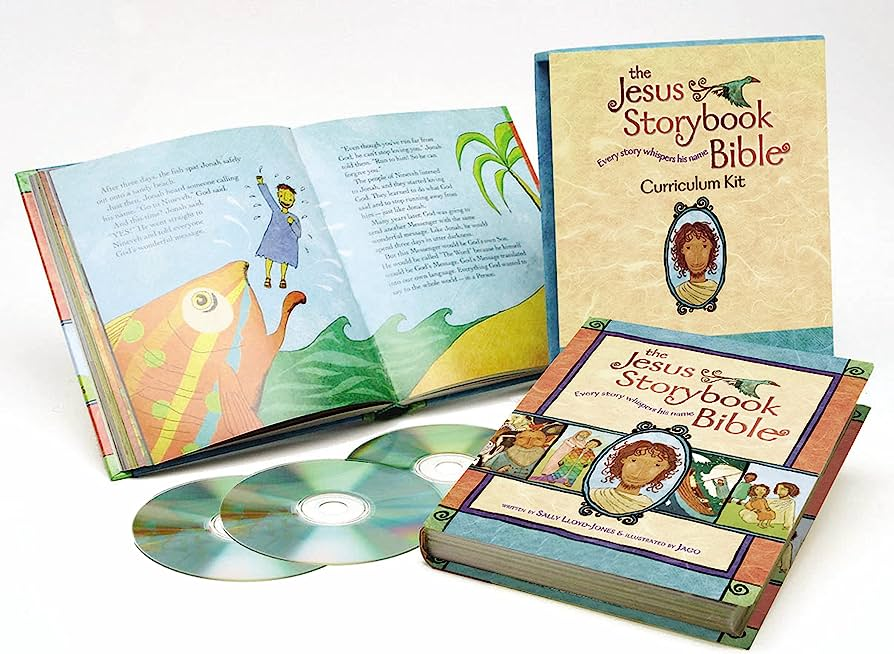 After three days, the fish spat Jonah safely
out onto a sandy beach.
Just then, Jonah heard someone calling
his name. "Go to Nineveh," God said.
And this time? Jonah said,
"YES!" He went straight to
Nineveh and told everyone
God's wonderful message.
"Even though you've run far from
God, he can't stop loving you," Jonah
told them. "Run to him! So he can
forgive you."
The people of Nineveh listened
to Jonah, and they started loving
God. They learned to do what God
said and to stop running away from
him — just like Jonah.
Many years later, God was going to
send another Messenger with the same
wonderful message. Like Jonah, he would
spend three days in utter darkness.
But this Messenger would be God's own Son.
He would be called "The Word" because he himself
would be God's Message. God's Message translated
into our own language. Everything God wanted to
say to the whole world — in a Person.
the
Jesus
Storybook
Every story whispers his name
Bible
Curriculum Kit
the
Jesus
Storybook
Every story whispers his name
Bible
WRITTEN BY SALLY LLOYD-JONES & ILLUSTRATED BY JAGO